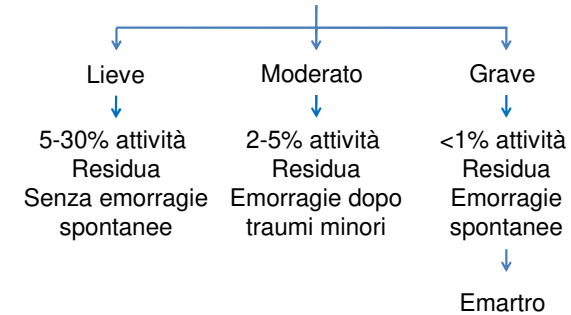 Lieve
Moderato
Grave
5-30% attività
Residua
Senza emorragie
spontanee
2-5% attività
Residua
Emorragie dopo
traumi minori
<1% attività
Residua
Emorragie
spontanee
Emartro